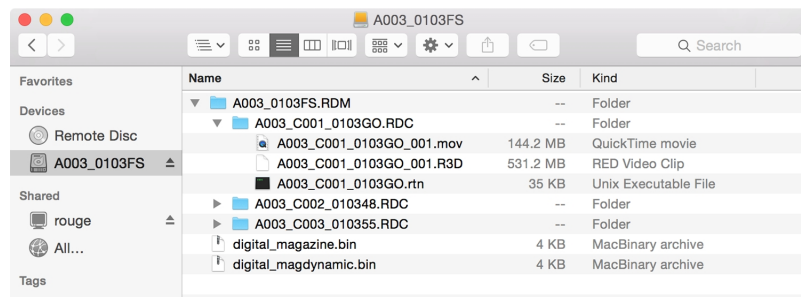 A003_0103FS
Search
Favorites
Devices
Remote Disc
A003_0103FS
Shared
rouge
All...
Tags
Name Size Kind
A003_0103FS.RDM -- Folder
A003_C001_0103GO.RDC -- Folder
A003_C001_0103GO_001.mov 144.2 MB QuickTime movie
A003_C001_0103GO_001.R3D 531.2 MB RED Video Clip
A003_C001_0103GO.rtn 35 KB Unix Executable File
A003_C002_010348.RDC -- Folder
A003_C003_010355.RDC -- Folder
digital_magazine.bin 4 KB MacBinary archive
digital_magdynamic.bin 4 KB MacBinary archive